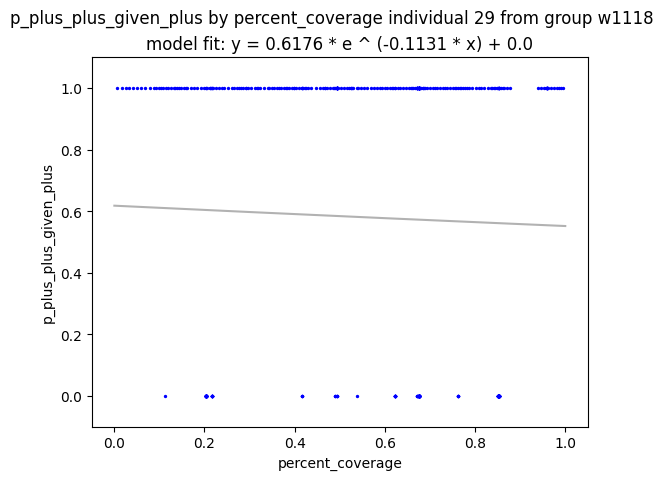 p_plus_plus_given_plus by percent_coverage individual 29 from group w1118
model fit: y = 0.6176 * e ^ (-0.1131 * x) + 0.0
1.0
0.8
0.6
0.4
0.2
0.0
p_plus_plus_given_plus
0.0 0.2 0.4 0.6 0.8 1.0
percent_coverage